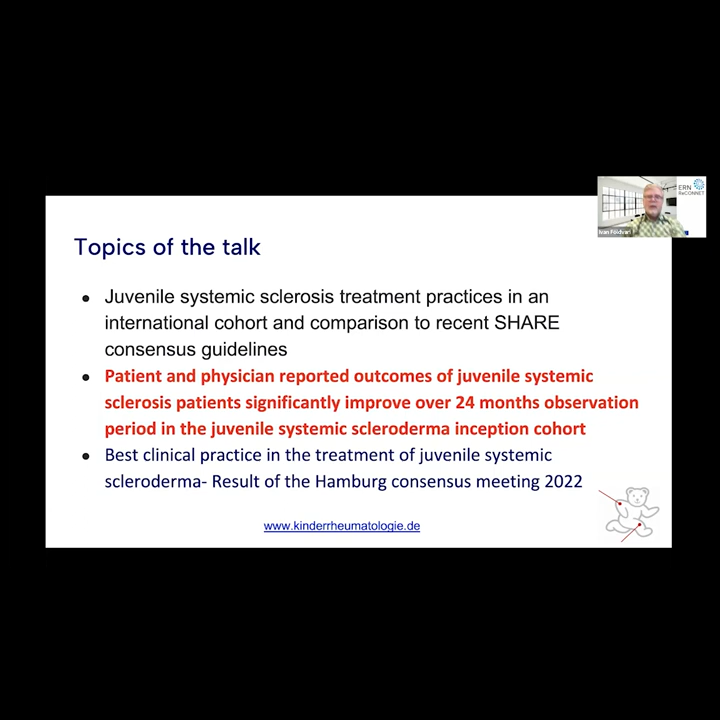 ERN
ReCONNET
Ivan Foldvari
Topics of the talk
● Juvenile systemic sclerosis treatment practices in an
international cohort and comparison to recent SHARE
consensus guidelines
● Patient and physician reported outcomes of juvenile systemic
sclerosis patients significantly improve over 24 months observation
period in the juvenile systemic scleroderma inception cohort
● Best clinical practice in the treatment of juvenile systemic
scleroderma- Result of the Hamburg consensus meeting 2022
www.kinderrheumatologie.de